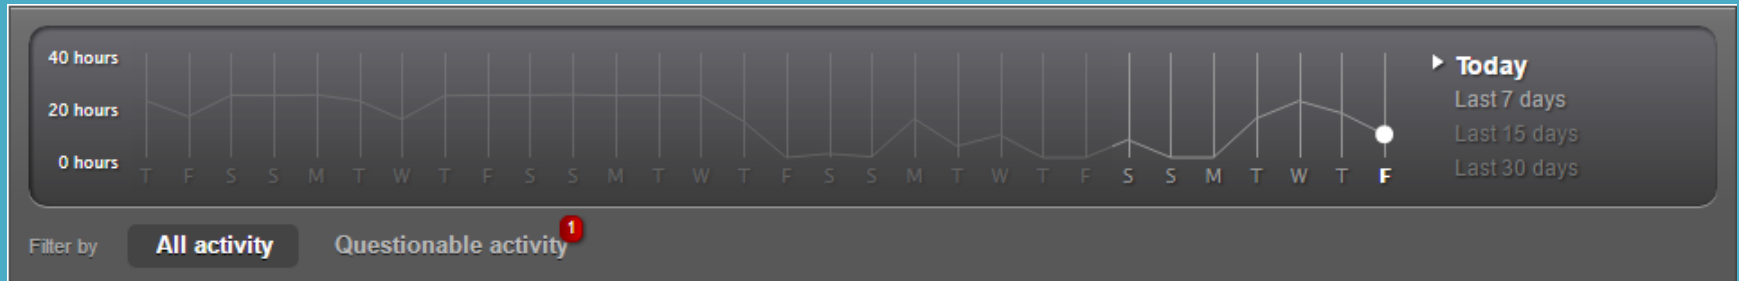 40 hours
20 hours
0 hours
T F S S M T W T F S S M T W T F S S M T W T F S S M T W T F
Today
Last 7 days
Last 15 days
Last 30 days
Filter by All activity Questionable activity 1